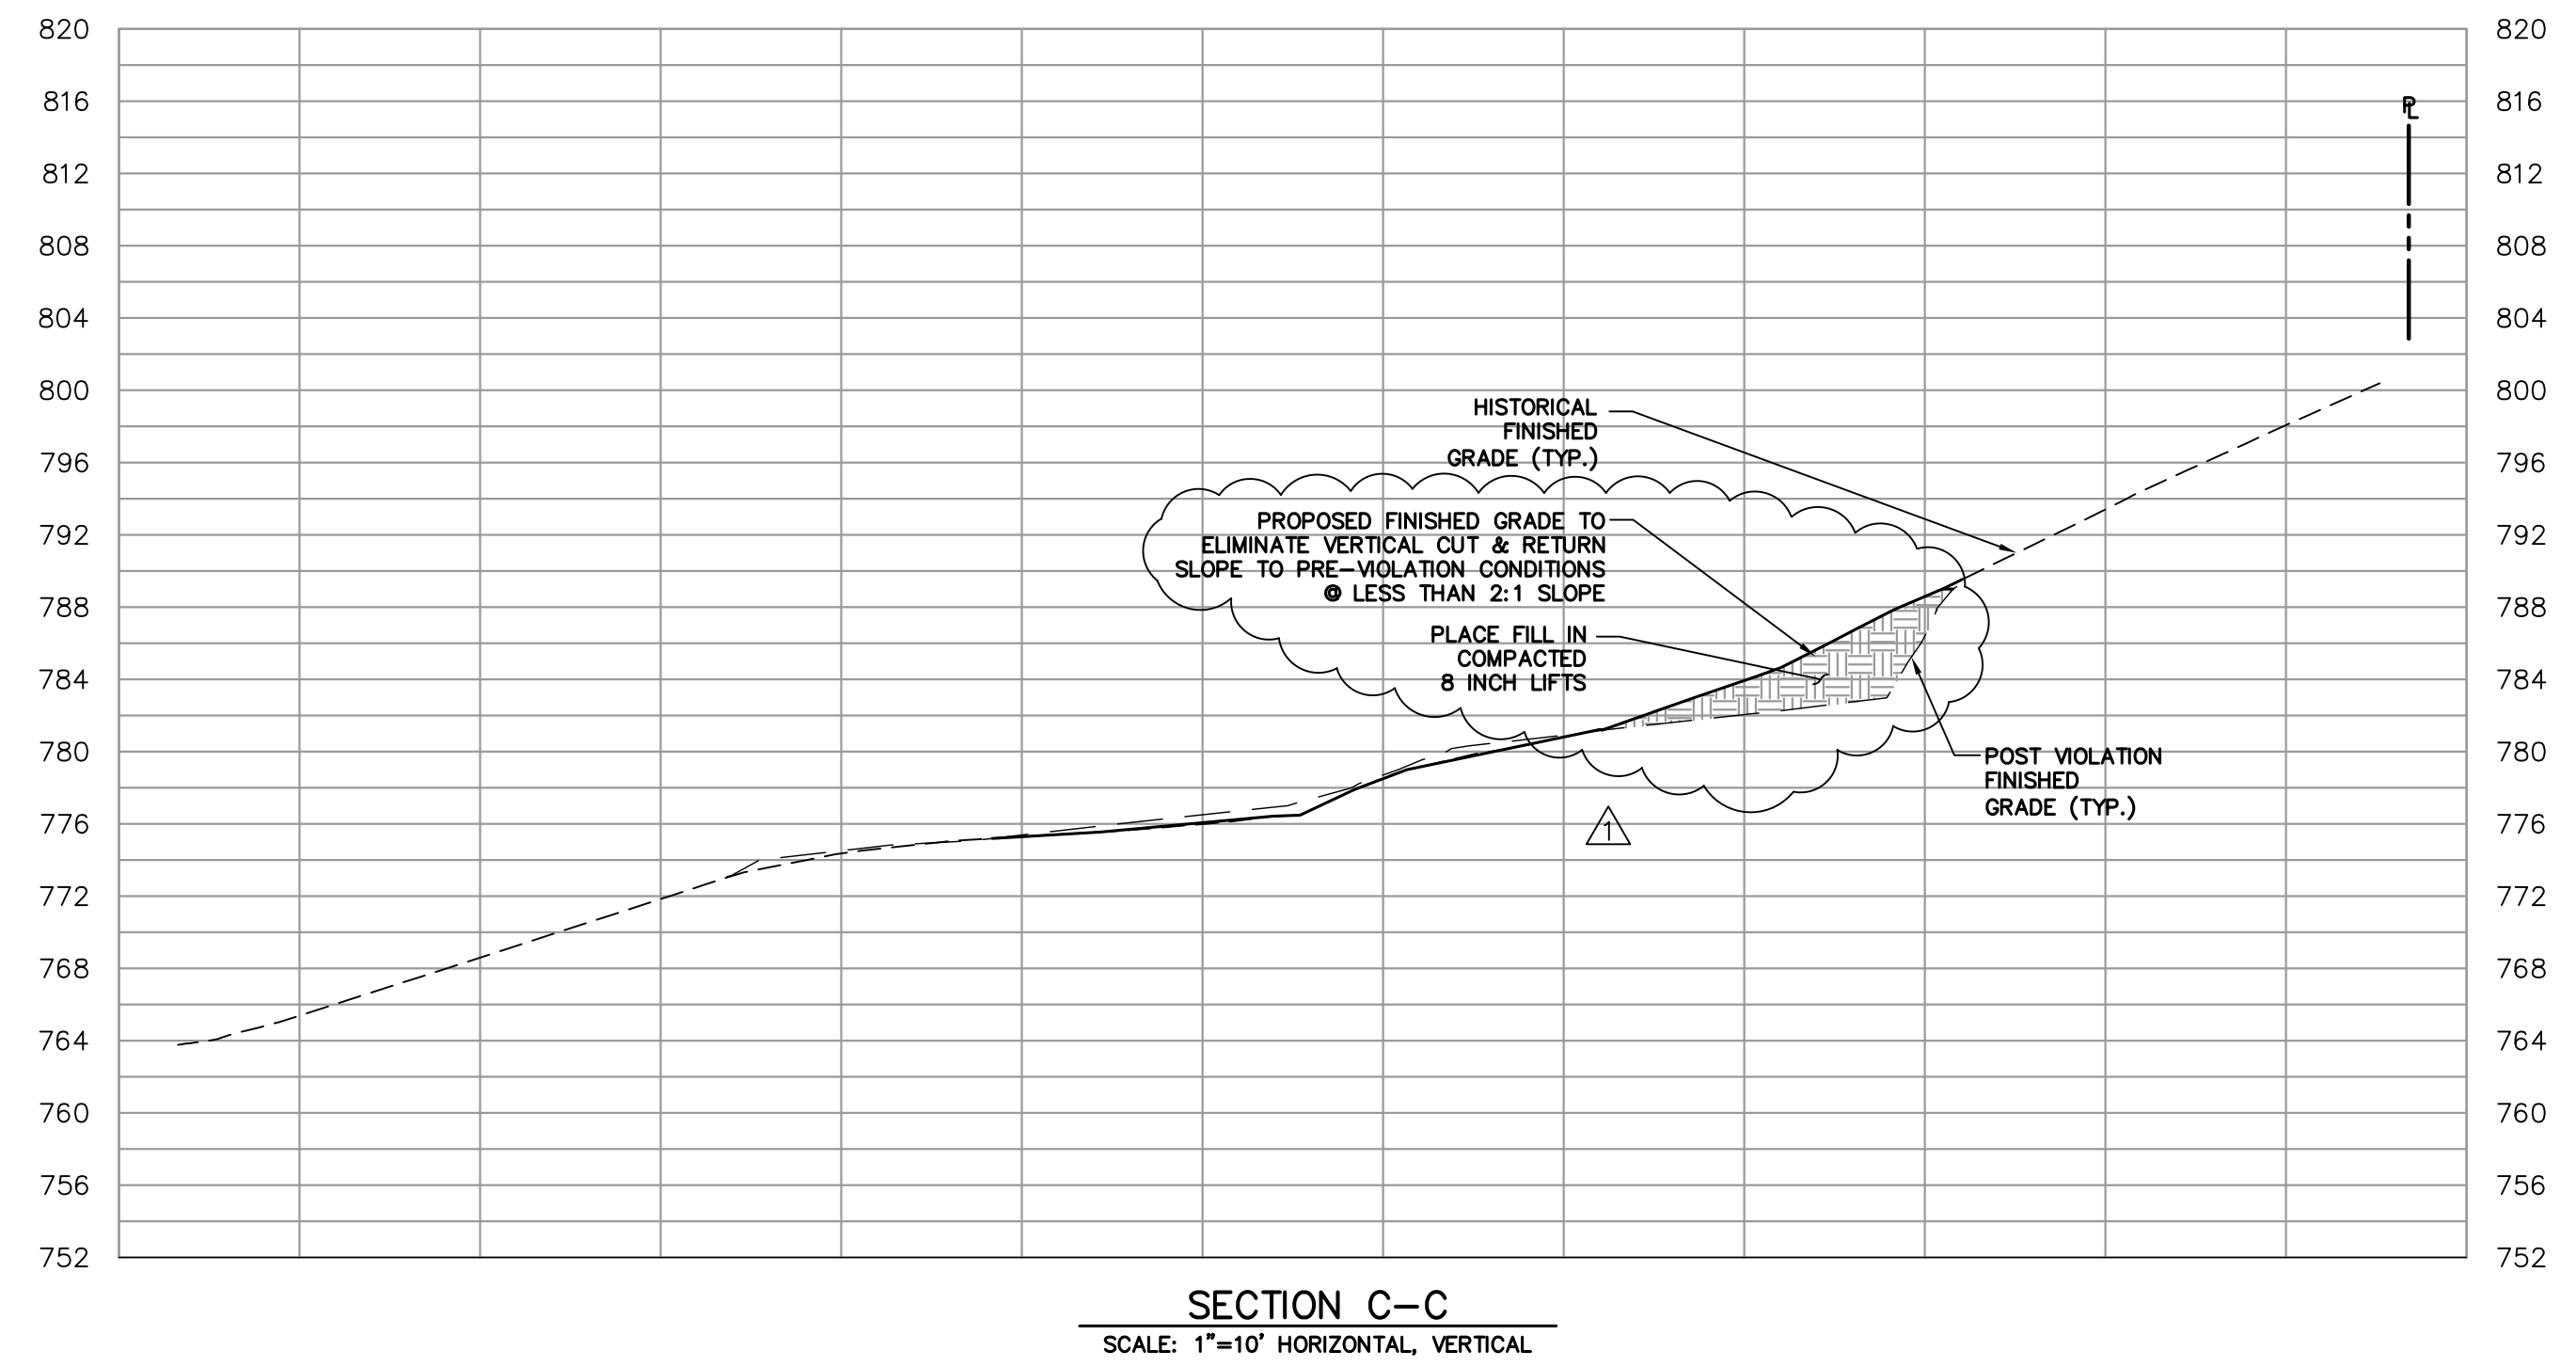 820 820
816 816
℄
812 812
808 808
804 804
800 800
HISTORICAL
FINISHED
GRADE (TYP.)
796 796
PROPOSED FINISHED GRADE TO
ELIMINATE VERTICAL CUT & RETURN
SLOPE TO PRE-VIOLATION CONDITIONS
@ LESS THAN 2:1 SLOPE
792 792
788 788
PLACE FILL IN
COMPACTED
8 INCH LIFTS
784 784
780 780
POST VIOLATION
FINISHED
GRADE (TYP.)
776 776
1
772 772
768 768
764 764
760 760
756 756
752 752
SECTION C-C
SCALE: 1"=10' HORIZONTAL, VERTICAL